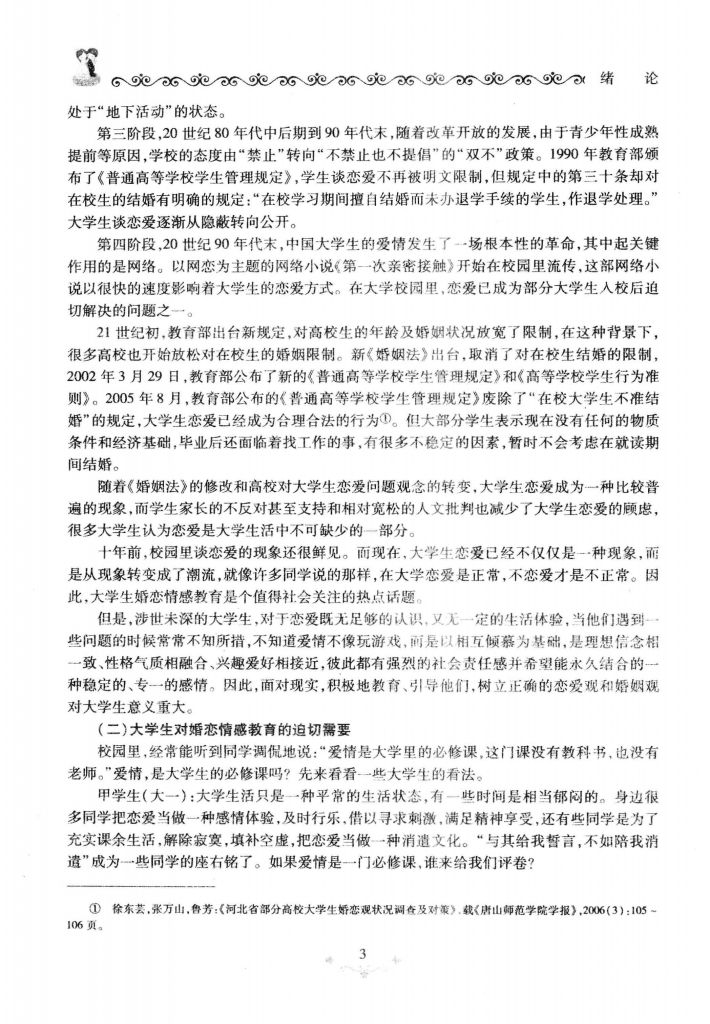 绪 论
处于“地下活动”的状态。
第三阶段,20 世纪 80 年代中后期到 90 年代末,随着改革开放的发展,由于青少年性成熟
提前等原因,学校的态度由“禁止”转向“不禁止也不提倡”的“双不”政策。1990 年教育部颁
布了《普通高等学校学生管理规定》,学生谈恋爱不再被明文限制,但规定中的第三十条却对
在校生的结婚有明确的规定:“在校学习期间擅自结婚而未办退学手续的学生,作退学处理。”
大学生谈恋爱逐渐从隐蔽转向公开。
第四阶段,20 世纪 90 年代末,中国大学生的爱情发生了一场根本性的革命,其中起关键
作用的是网络。以网恋为主题的网络小说《第一次亲密接触》开始在校园里流传,这部网络小
说以很快的速度影响着大学生的恋爱方式。在大学校园里,恋爱已成为部分大学生入校后迫
切解决的问题之一。
21 世纪初,教育部出台新规定,对高校生的年龄及婚姻状况放宽了限制,在这种背景下,
很多高校也开始放松对在校生的婚姻限制。新《婚姻法》出台,取消了对在校生结婚的限制,
2002 年 3 月 29 日,教育部公布了新的《普通高等学校学生管理规定》和《高等学校学生行为准
则》。2005 年 8 月,教育部公布的《普通高等学校学生管理规定》废除了“在校大学生不准结
婚”的规定,大学生恋爱已经成为合理合法的行为①。但大部分学生表示现在没有任何的物质
条件和经济基础,毕业后还面临着找工作的事,有很多不稳定的因素,暂时不会考虑在就读期
间结婚。
随着《婚姻法》的修改和高校对大学生恋爱问题观念的转变,大学生恋爱成为一种比较普
遍的现象,而学生家长的不反对甚至支持和相对宽松的人文批判也减少了大学生恋爱的顾虑,
很多大学生认为恋爱是大学生活中不可缺少的一部分。
十年前,校园里谈恋爱的现象还很鲜见。而现在,大学生恋爱已经不仅仅是一种现象,而
是从现象转变成了潮流,就像许多同学说的那样,在大学恋爱是正常,不恋爱才是不正常。因
此,大学生婚恋情感教育是个值得社会关注的热点话题。
但是,涉世未深的大学生,对于恋爱既无足够的认识,又无一定的生活体验,当他们遇到一
些问题的时候常常不知所措,不知道爱情不像玩游戏,而是以相互倾慕为基础,是理想信念相
一致、性格气质相融合、兴趣爱好相接近,彼此都有强烈的社会责任感并希望能永久结合的一
种稳定的、专一的感情。因此,面对现实,积极地教育、引导他们,树立正确的恋爱观和婚姻观
对大学生意义重大。
(二)大学生对婚恋情感教育的迫切需要
校园里,经常能听到同学调侃地说:“爱情是大学里的必修课,这门课没有教科书,也没有
老师。”爱情,是大学生的必修课吗？先来看看一些大学生的看法。
甲学生(大一):大学生活只是一种平常的生活状态,有一些时间是相当郁闷的。身边很
多同学把恋爱当做一种感情体验,及时行乐,借以寻求刺激,满足精神享受,还有些同学是为了
充实课余生活,解除寂寞,填补空虚,把恋爱当做一种消遣文化。“与其给我誓言,不如陪我消
遣”成为一些同学的座右铭了。如果爱情是一门必修课,谁来给我们评卷?
① 徐东芸,张万山,鲁芳:《河北省部分高校大学生婚恋观状况调查及对策》,载《唐山师范学院学报》,2006(3):105~
106 页。
3